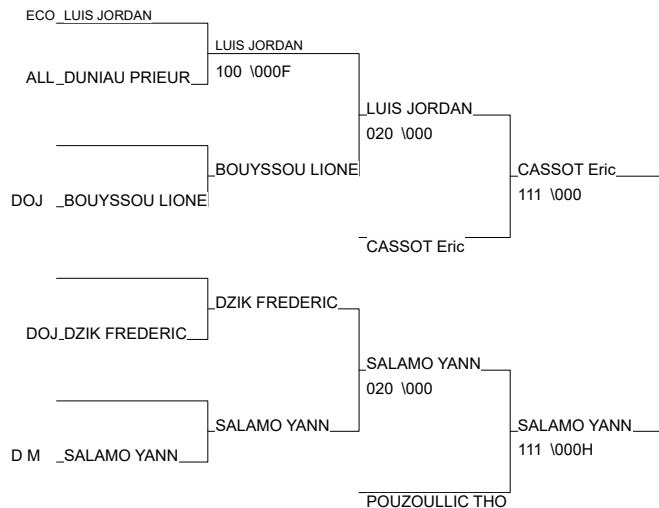 ECO LUIS JORDAN
LUIS JORDAN
100 \000F
ALL DUNIAU PRIEUR
LUIS JORDAN
020 \000
BOUYSSOU LIONE
DOJ BOUYSSOU LIONE
CASSOT Eric
111 \000
CASSOT Eric
DZIK FREDERIC
DOJ DZIK FREDERIC
SALAMO YANN
020 \000
SALAMO YANN
D M SALAMO YANN
SALAMO YANN
111 \000H
POUZOULLIC THO